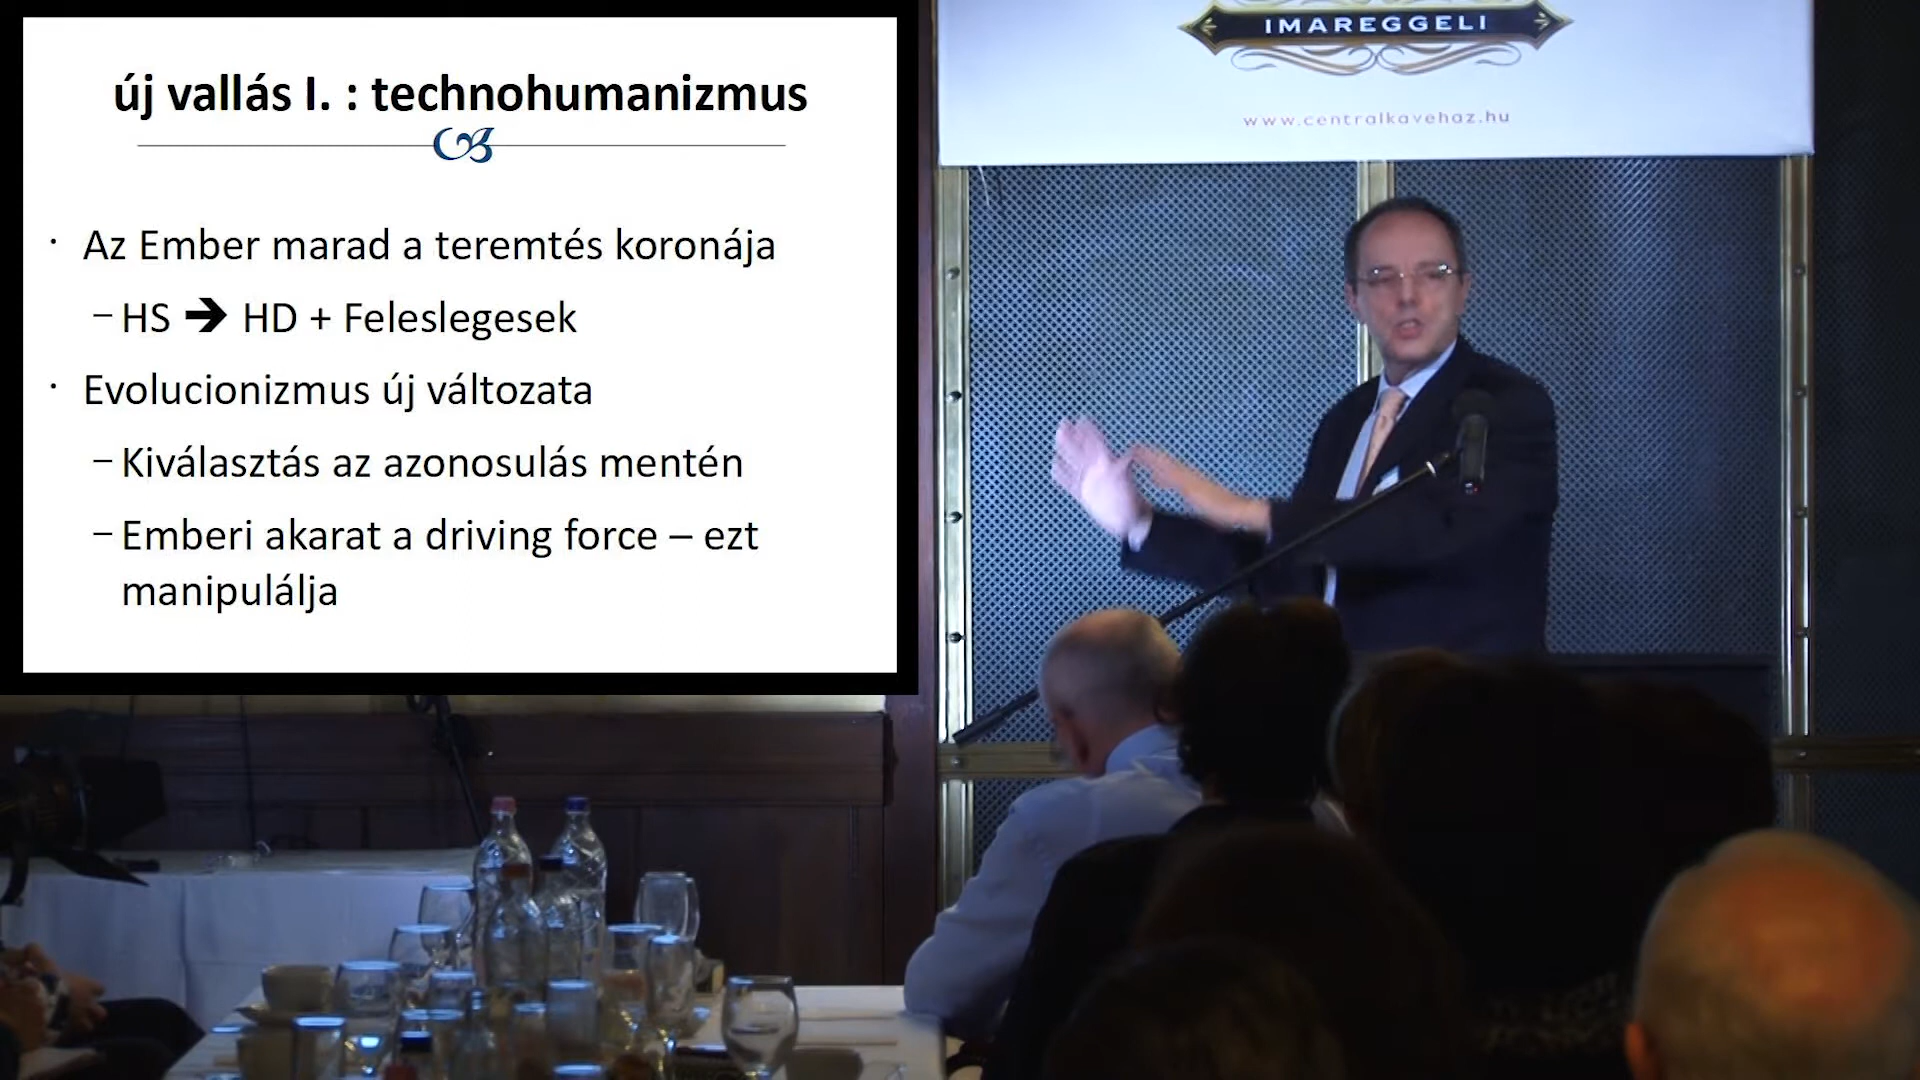 új vallás I. : technohumanizmus
· Az Ember marad a teremtés koronája
– HS ➔ HD + Feleslegesek
· Evolucionizmus új változata
– Kiválasztás az azonosulás mentén
– Emberi akarat a driving force – ezt
manipulálja
IMAREGGELI
www.centralkavehaz.hu